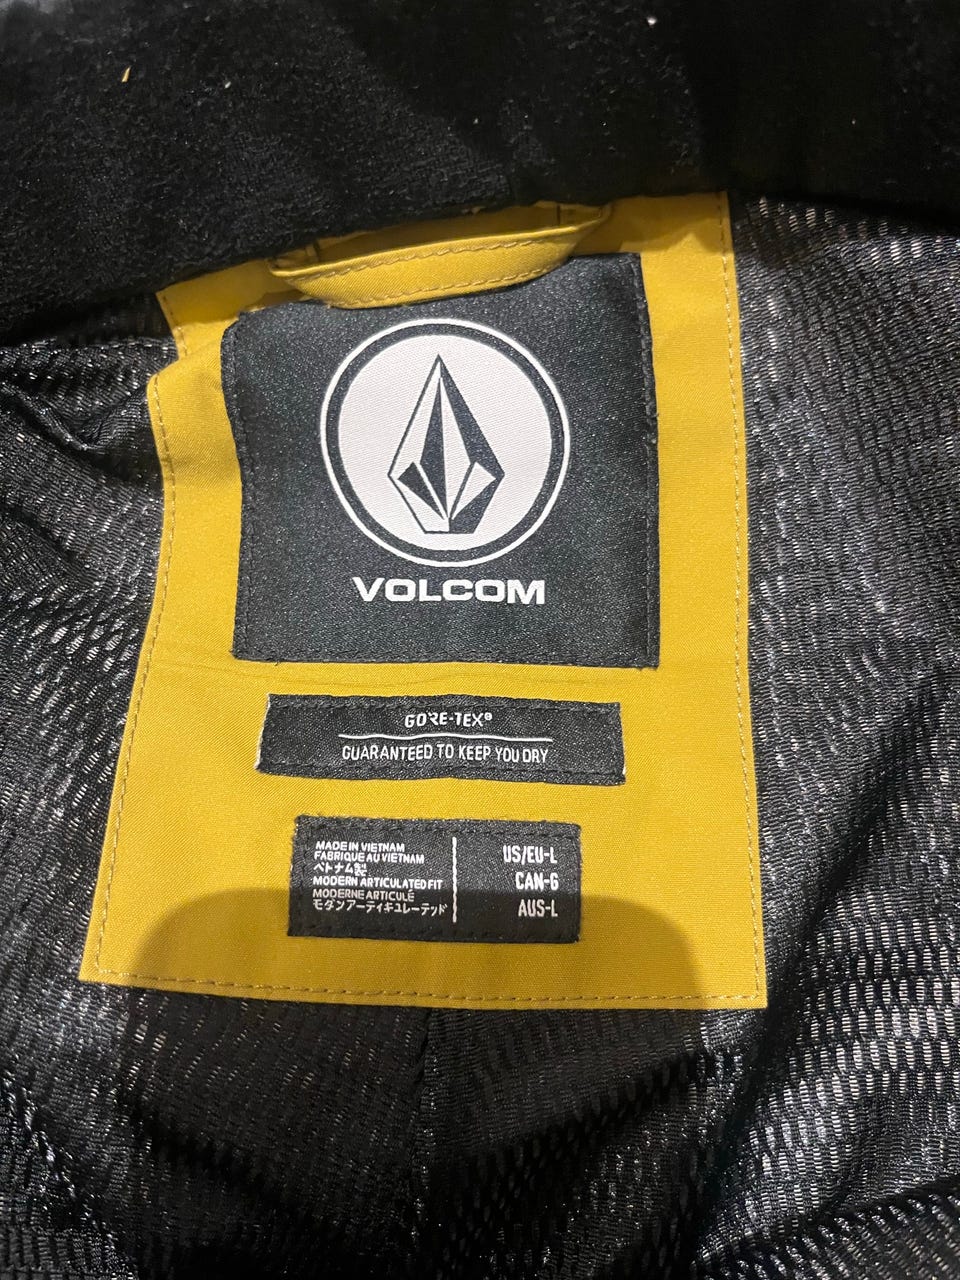 VOLCOM
GORE-TEX®
GUARANTEED TO KEEP YOU DRY
MADE IN VIETNAM
FABRIQUE AU VIETNAM
ベトナム製
MODERN ARTICULATED FIT
MODERNE ARTICULÉ
モダンアーティキュレーテッド
US/EU-L
CAN-G
AUS-L